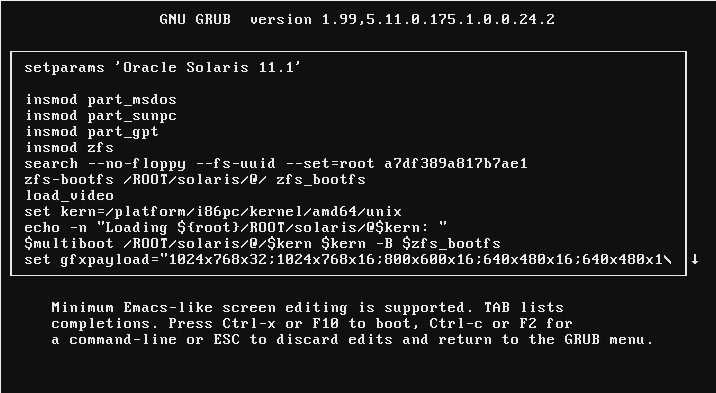 GNU GRUB  version 1.99,5.11.0.175.1.0.0.24.2
setparams 'Oracle Solaris 11.1'
insmod part_msdos
insmod part_sunpc
insmod part_gpt
insmod zfs
search --no-floppy --fs-uuid --set=root a7df389a817b7ae1
zfs-bootfs /ROOT/solaris/@/ zfs_bootfs
load_video
set kern=/platform/i86pc/kernel/amd64/unix
echo -n "Loading ${root}/ROOT/solaris/@$kern: "
$multiboot /ROOT/solaris/@/$kern $kern -B $zfs_bootfs
set gfxpayload="1024x768x32;1024x768x16;800x600x16;640x480x16;640x480x1\ ↓
Minimum Emacs-like screen editing is supported. TAB lists
completions. Press Ctrl-x or F10 to boot, Ctrl-c or F2 for
a command-line or ESC to discard edits and return to the GRUB menu.